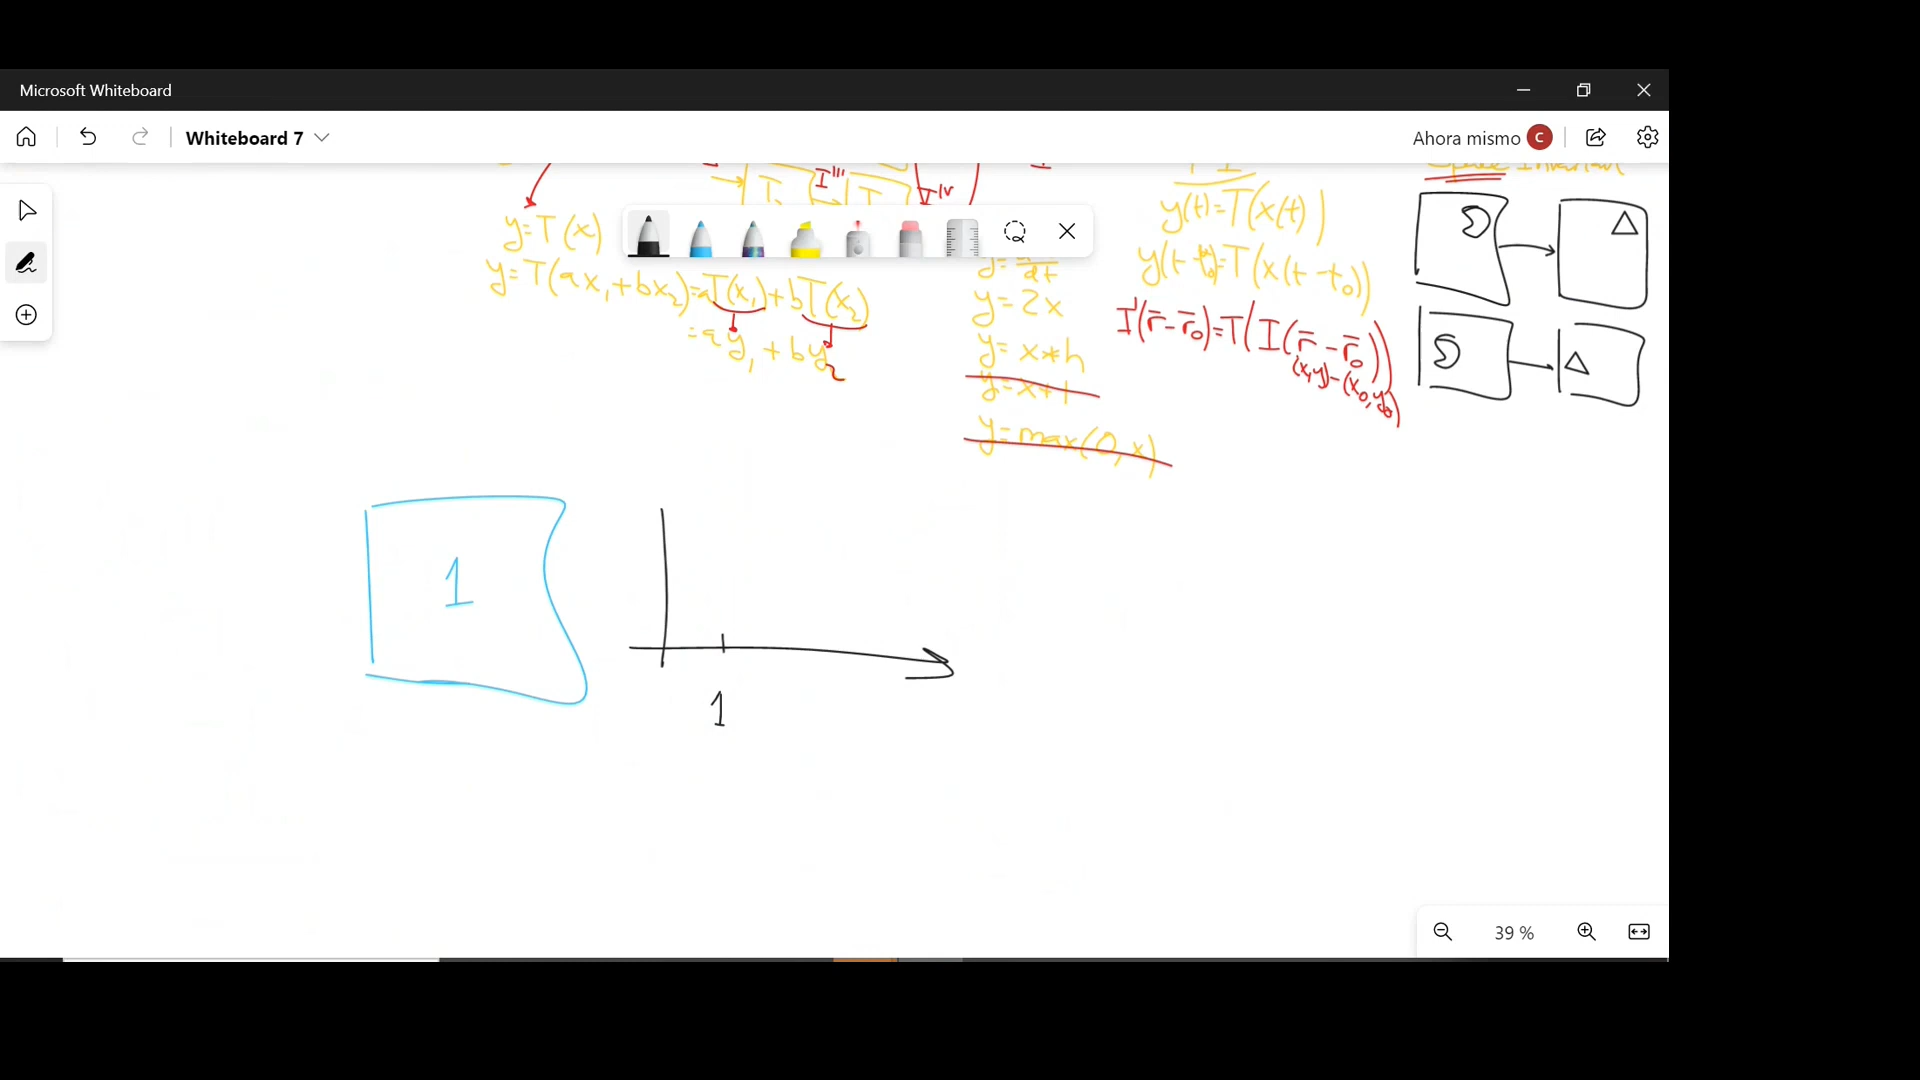 Microsoft Whiteboard
Whiteboard 7
Ahora mismo C
I''' I^IV
y=T(x)
y=T(ax₁+bx₂)=aT(x₁)+bT(x₂)
=ay₁+by₂
y=2x
y=x*h
y=x+1
y=max(0,x)
y(t)=T(x(t))
y(t-t₀)=T(x(t-t₀))
I'(r̄-r̄₀)=T(I(r̄-r̄₀))
(x,y)-(x₀,y₀)
1
1
39 %